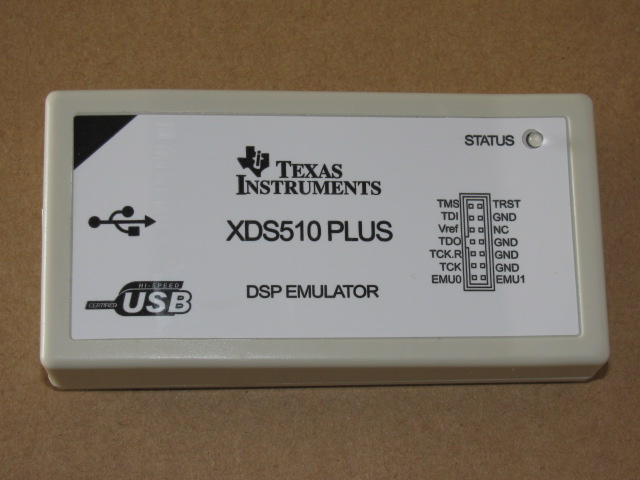 STATUS
TEXAS
INSTRUMENTS
XDS510 PLUS
DSP EMULATOR
HI-SPEED
CERTIFIED USB
TMS TRST
TDI GND
Vref NC
TDO GND
TCK.R GND
TCK GND
EMU0 EMU1